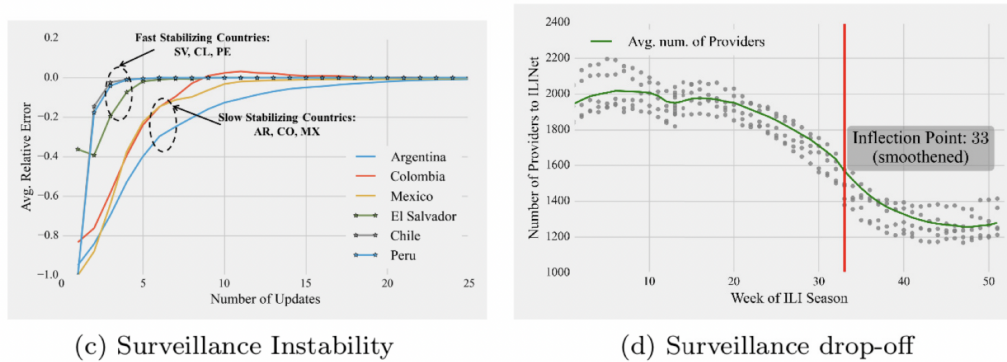 0.2
0.0
−0.2
−0.4
−0.6
−0.8
−1.0
Avg. Relative Error
Fast Stabilizing Countries:
SV, CL, PE
Slow Stabilizing Countries:
AR, CO, MX
Argentina
Colombia
Mexico
El Salvador
Chile
Peru
0 5 10 15 20 25
Number of Updates
(c) Surveillance Instability
2400
2200
2000
1800
1600
1400
1200
1000
Number of Providers to ILINet
Avg. num. of Providers
Inflection Point: 33
(smoothened)
10 20 30 40 50
Week of ILI Season
(d) Surveillance drop-off